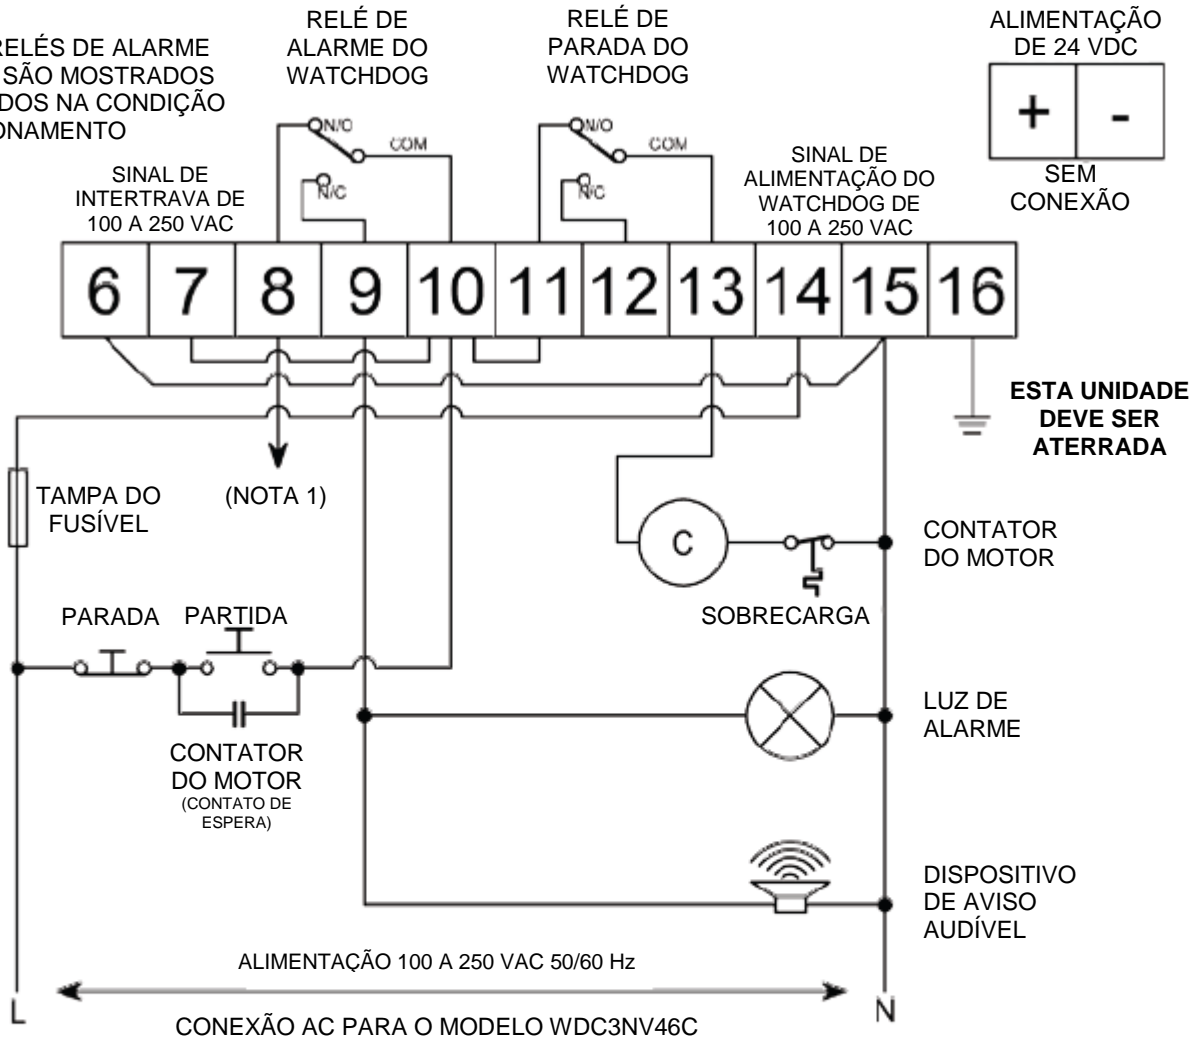 RELÉS DE ALARME
SÃO MOSTRADOS
NA CONDIÇÃO
RELÉ DE
ALARME DO
WATCHDOG
RELÉ DE
PARADA DO
WATCHDOG
ALIMENTAÇÃO
DE 24 VDC
+ -
SEM
CONEXÃO
N/O
COM
N/C
N/O
COM
N/C
SINAL DE
INTERTRAVA DE
100 A 250 VAC
SINAL DE
ALIMENTAÇÃO DO
WATCHDOG DE
100 A 250 VAC
6 7 8 9 10 11 12 13 14 15 16
ESTA UNIDADE
DEVE SER
ATERRADA
TAMPA DO
FUSÍVEL
(NOTA 1)
C
CONTATOR
DO MOTOR
SOBRECARGA
PARADA
PARTIDA
CONTATOR
DO MOTOR
(CONTATO DE
ESPERA)
LUZ DE
ALARME
DISPOSITIVO
DE AVISO
AUDÍVEL
ALIMENTAÇÃO 100 A 250 VAC 50/60 Hz
L
N
CONEXÃO AC PARA O MODELO WDC3NV46C